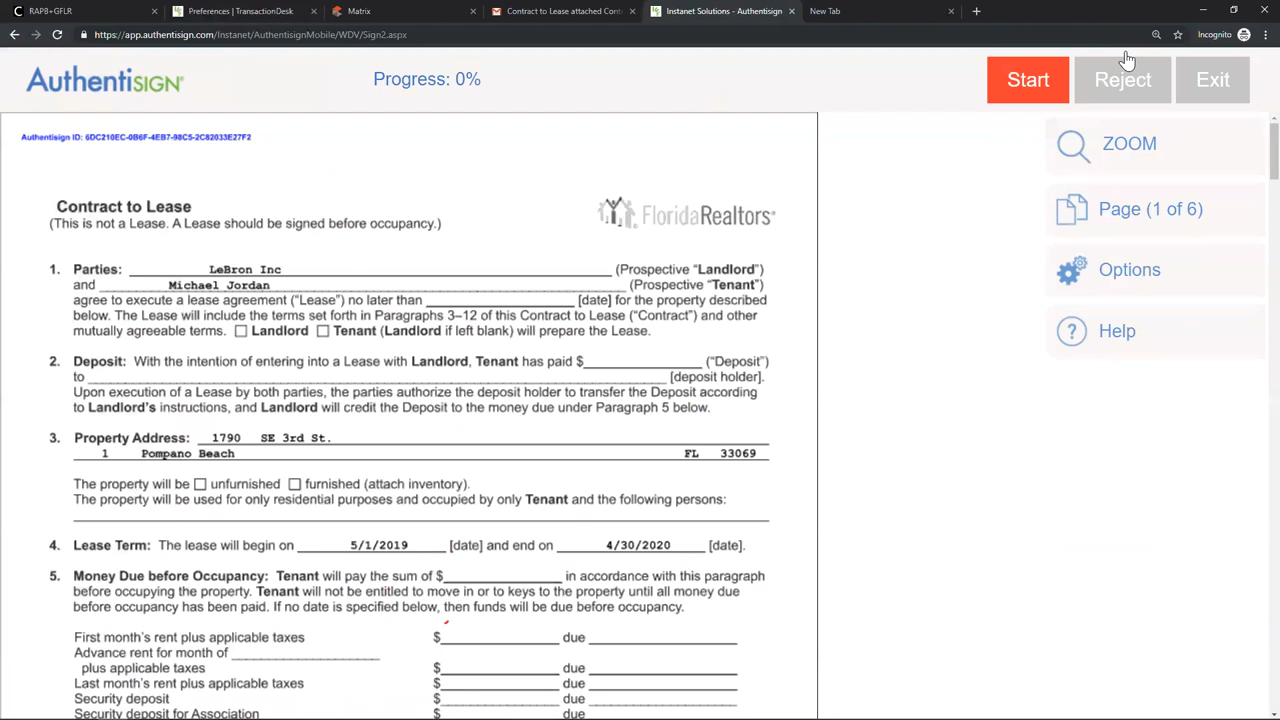 RAPB+GFLR
Preferences | TransactionDesk
Matrix
Contract to Lease attached Cont
Instanet Solutions - Authentisign
New Tab
https://app.authentisign.com/Instanet/AuthentisignMobile/WDV/Sign2.aspx
Incognito
AuthentiSIGN®
Progress: 0%
Start
Reject
Exit
Authentisign ID: 6DC210EC-0B6F-4EB7-98C5-2C82033E27F2
ZOOM
Page (1 of 6)
Options
Help
Contract to Lease
(This is not a Lease. A Lease should be signed before occupancy.)
FloridaRealtors®
1. Parties: LeBron Inc (Prospective “Landlord”)
and Michael Jordan (Prospective “Tenant”)
agree to execute a lease agreement (“Lease”) no later than [date] for the property described
below. The Lease will include the terms set forth in Paragraphs 3–12 of this Contract to Lease (“Contract”) and other
mutually agreeable terms. Landlord Tenant (Landlord if left blank) will prepare the Lease.
2. Deposit: With the intention of entering into a Lease with Landlord, Tenant has paid $ (“Deposit”)
to [deposit holder].
Upon execution of a Lease by both parties, the parties authorize the deposit holder to transfer the Deposit according
to Landlord’s instructions, and Landlord will credit the Deposit to the money due under Paragraph 5 below.
3. Property Address: 1790 SE 3rd St.
1 Pompano Beach FL 33069
The property will be unfurnished furnished (attach inventory).
The property will be used for only residential purposes and occupied by only Tenant and the following persons:
4. Lease Term: The lease will begin on 5/1/2019 [date] and end on 4/30/2020 [date].
5. Money Due before Occupancy: Tenant will pay the sum of $ in accordance with this paragraph
before occupying the property. Tenant will not be entitled to move in or to keys to the property until all money due
before occupancy has been paid. If no date is specified below, then funds will be due before occupancy.
First month’s rent plus applicable taxes $ due
Advance rent for month of
plus applicable taxes $ due
Last month’s rent plus applicable taxes $ due
Security deposit $ due
Security deposit for Association $ due